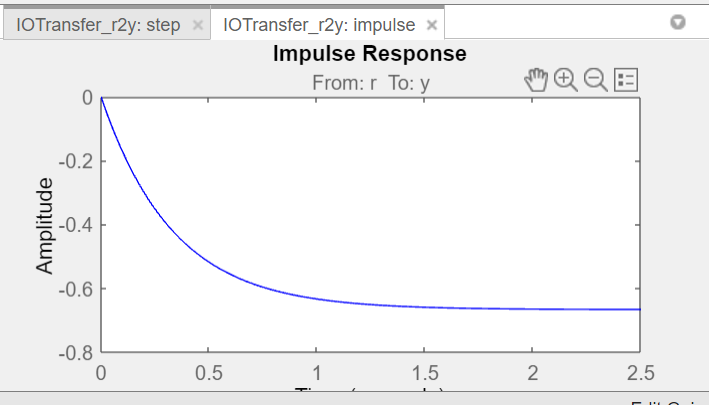 IOTransfer_r2y: step × IOTransfer_r2y: impulse ×
Impulse Response
From: r To: y
Amplitude
0
-0.2
-0.4
-0.6
-0.8
0 0.5 1 1.5 2 2.5